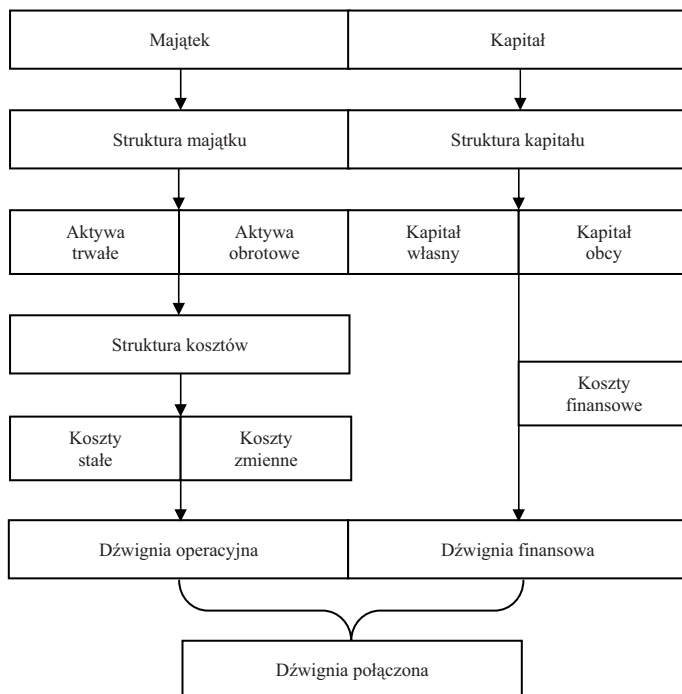 Majątek
Kapitał
Struktura majątku
Struktura kapitału
Aktywa
trwałe
Aktywa
obrotowe
Kapitał
własny
Kapitał
obcy
Struktura kosztów
Koszty
finansowe
Koszty
stałe
Koszty
zmienne
Dźwignia operacyjna
Dźwignia finansowa
Dźwignia połączona